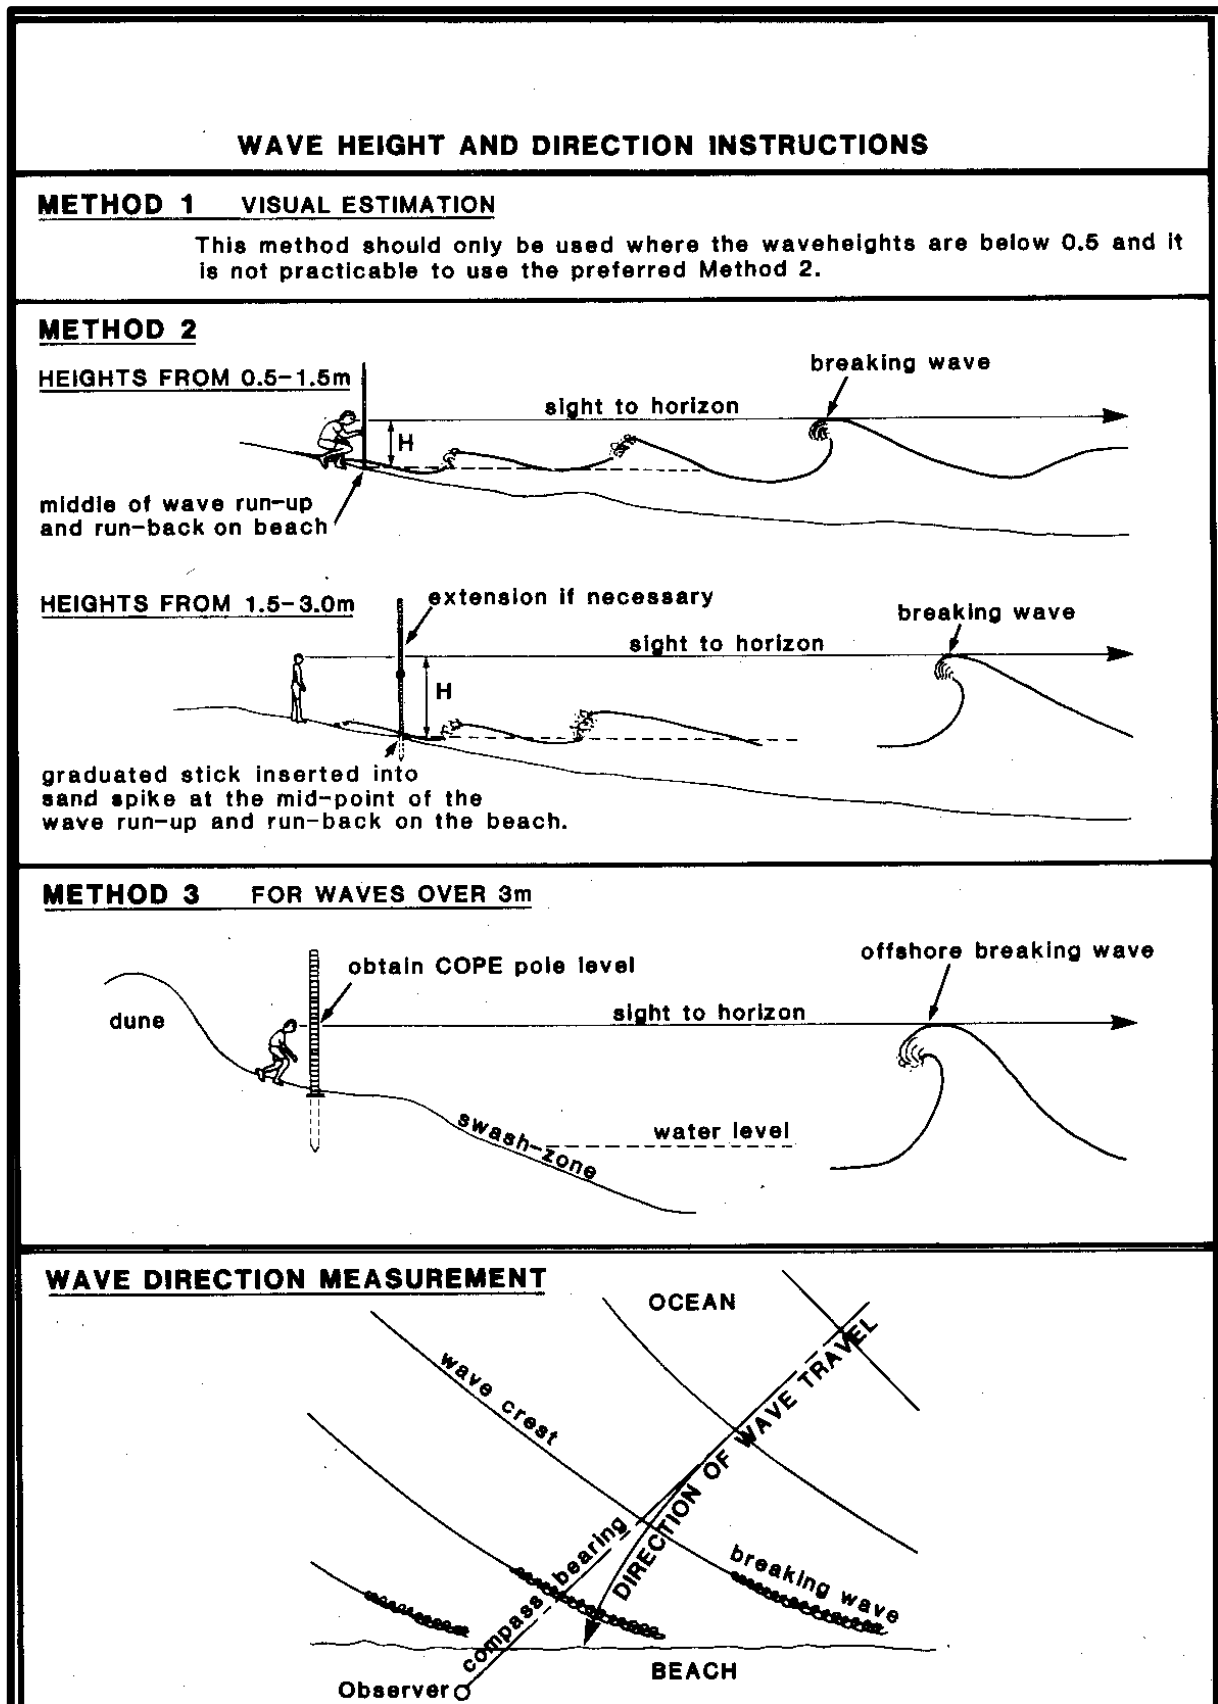 WAVE HEIGHT AND DIRECTION INSTRUCTIONS
METHOD 1 VISUAL ESTIMATION
This method should only be used where the waveheights are below 0.5 and it
is not practicable to use the preferred Method 2.
METHOD 2
HEIGHTS FROM 0.5-1.5m
breaking wave
sight to horizon
H
middle of wave run-up
and run-back on beach
HEIGHTS FROM 1.5-3.0m
extension if necessary
breaking wave
sight to horizon
H
graduated stick inserted into
sand spike at the mid-point of the
wave run-up and run-back on the beach.
METHOD 3 FOR WAVES OVER 3m
obtain COPE pole level
offshore breaking wave
dune
sight to horizon
swash-zone
water level
WAVE DIRECTION MEASUREMENT
OCEAN
wave crest
DIRECTION OF WAVE TRAVEL
compass bearing
breaking wave
BEACH
Observer